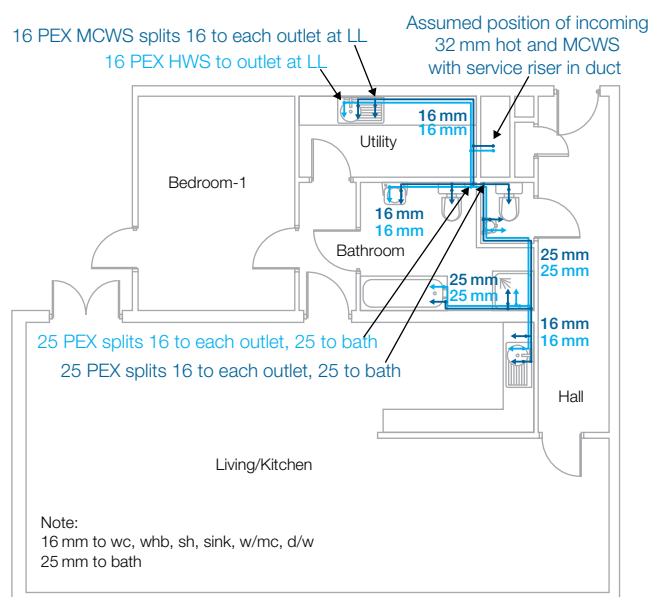 16 PEX MCWS splits 16 to each outlet at LL
16 PEX HWS to outlet at LL
Assumed position of incoming
32 mm hot and MCWS
with service riser in duct
16 mm
16 mm
Utility
Bedroom-1
16 mm
16 mm
Bathroom
25 mm
25 mm
25 mm
25 mm
16 mm
16 mm
25 PEX splits 16 to each outlet, 25 to bath
25 PEX splits 16 to each outlet, 25 to bath
Hall
Living/Kitchen
Note:
16 mm to wc, whb, sh, sink, w/mc, d/w
25 mm to bath